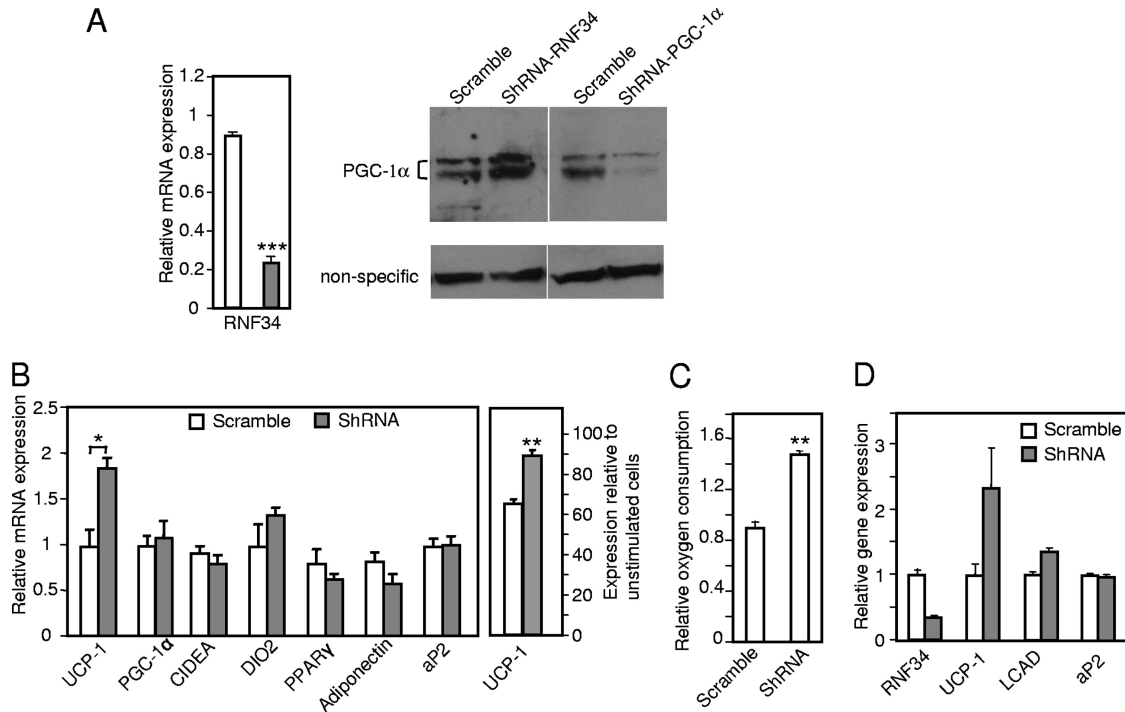 A
Relative mRNA expression
1.2
1
0.8
0.6
0.4
0.2
0
***
RNF34
Scramble
ShRNA-RNF34
Scramble
ShRNA-PGC-1α
PGC-1α
non-specific
B
Relative mRNA expression
2.5
2
1.5
1
0.5
0
Scramble
ShRNA
*
UCP-1
PGC-1α
CIDEA
DIO2
PPARγ
Adiponectin
aP2
**
100
80
60
40
20
0
Expression relative to
unstimulated cells
UCP-1
C
Relative oxygen consumption
1.6
1.2
0.8
0.4
0
**
Scramble
ShRNA
D
Relative gene expression
3
2
1
0
Scramble
ShRNA
RNF34
UCP-1
LCAD
aP2